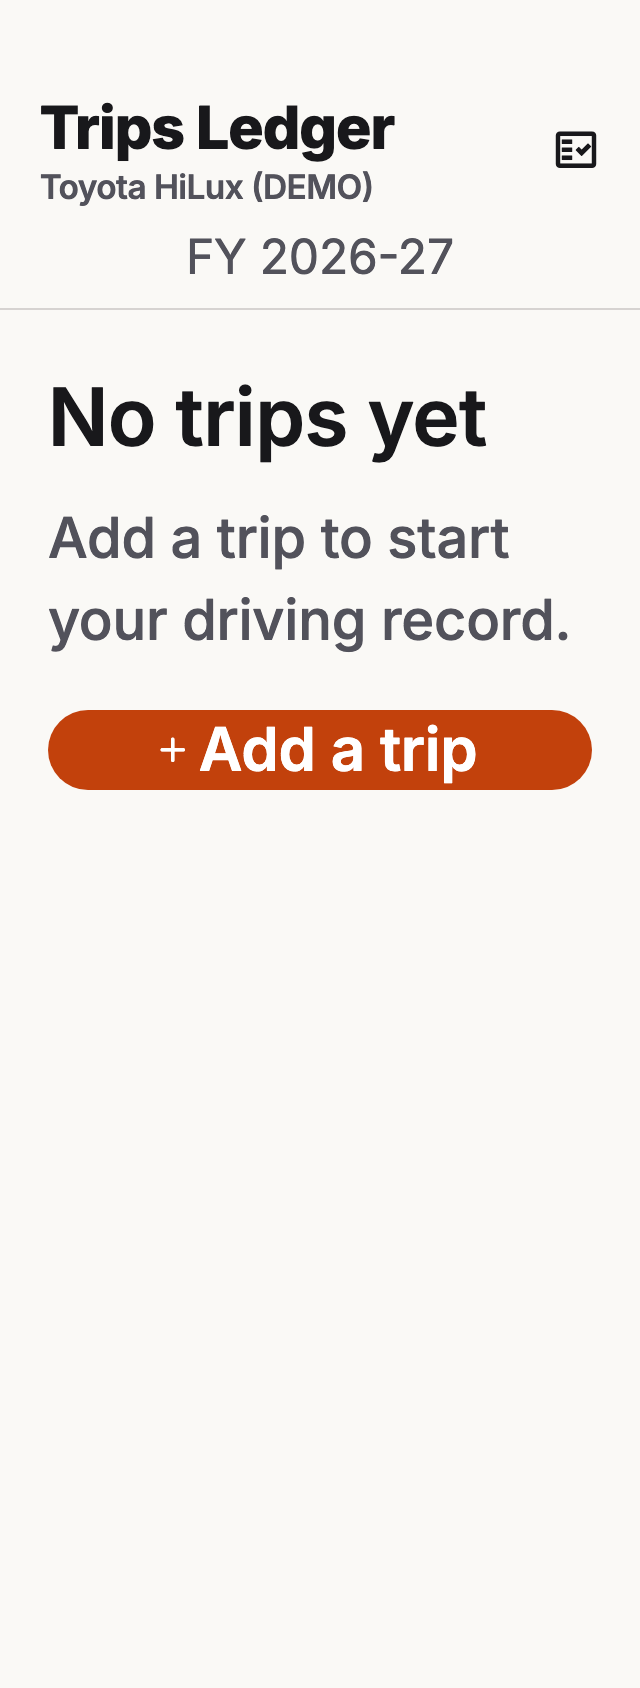 Trips Ledger
Toyota HiLux (DEMO)
FY 2026-27
No trips yet
Add a trip to start
your driving record.
+ Add a trip